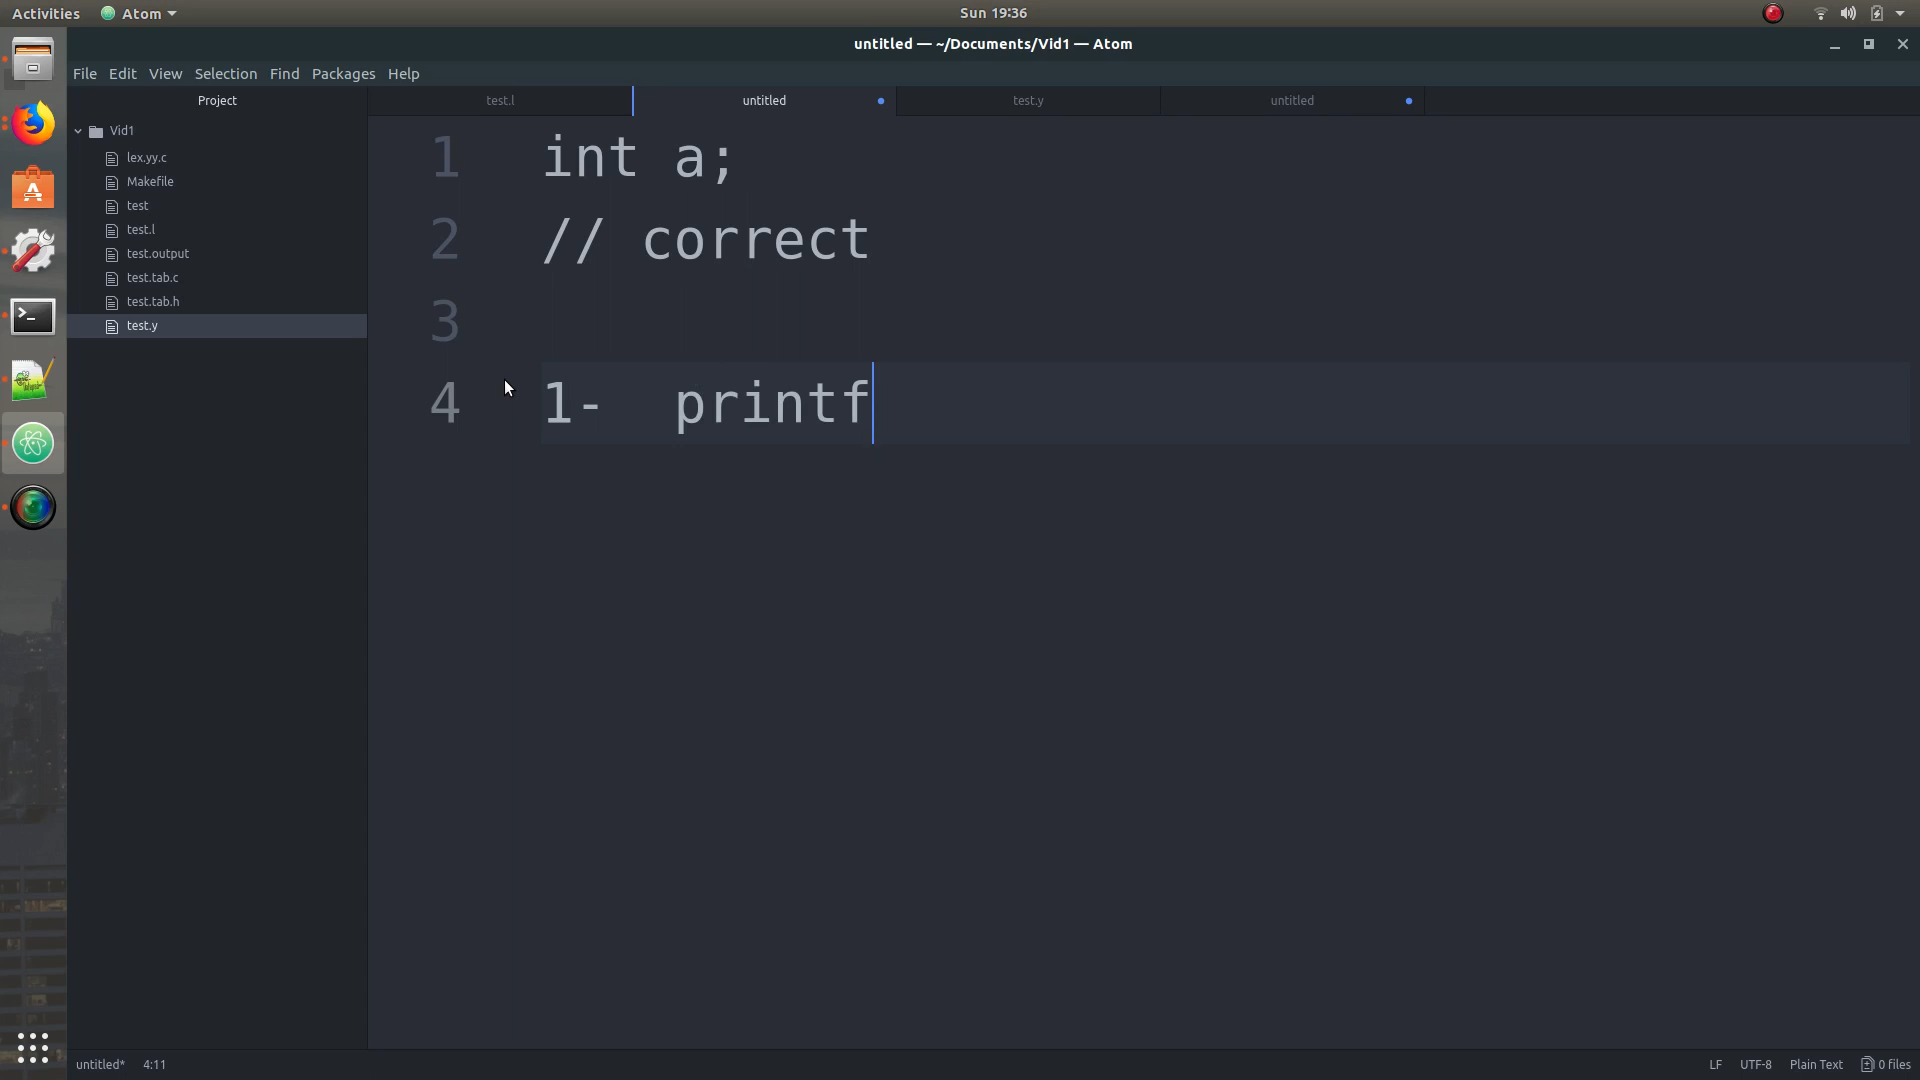 Activities Atom Sun 19:36
untitled — ~/Documents/Vid1 — Atom
File Edit View Selection Find Packages Help
Project test.l untitled test.y untitled
Vid1
lex.yy.c
Makefile
test
test.l
test.output
test.tab.c
test.tab.h
test.y
1 int a;
2 // correct
3
4 1-  printf
untitled* 4:11 LF UTF-8 Plain Text 0 files